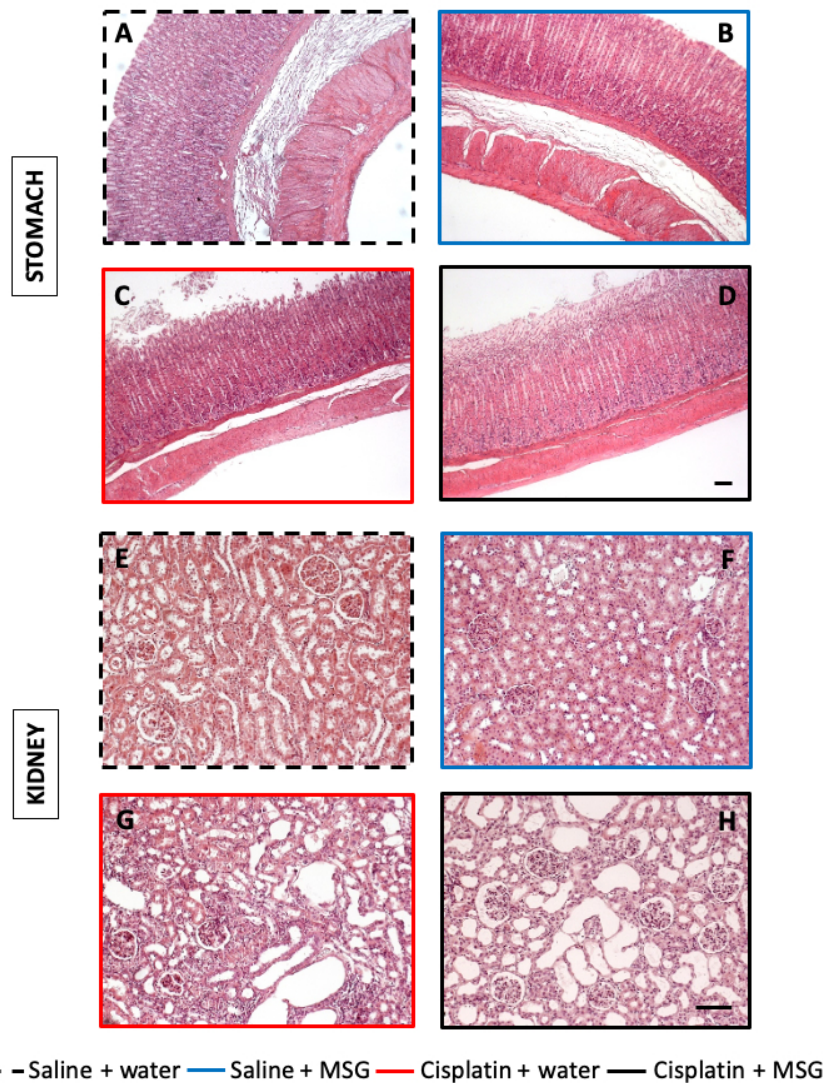 A
B
STOMACH
C
D
E
F
KIDNEY
G
H
Saline + water Saline + MSG Cisplatin + water Cisplatin + MSG